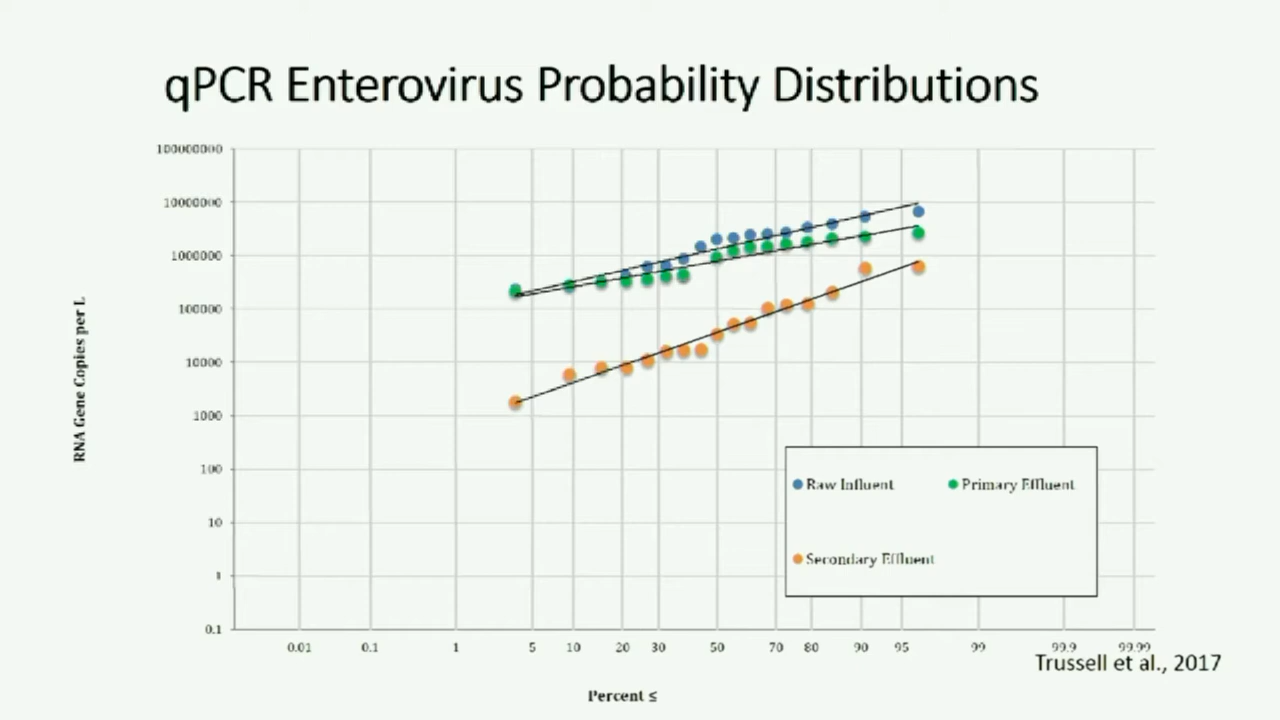 qPCR Enterovirus Probability Distributions
100000000
10000000
1000000
100000
10000
1000
100
10
1
0.1
RNA Gene Copies per L
Raw Influent
Primary Effluent
Secondary Effluent
0.01 0.1 1 5 10 20 30 50 70 80 90 95 99 99.9 99.99
Trussell et al., 2017
Percent ≤